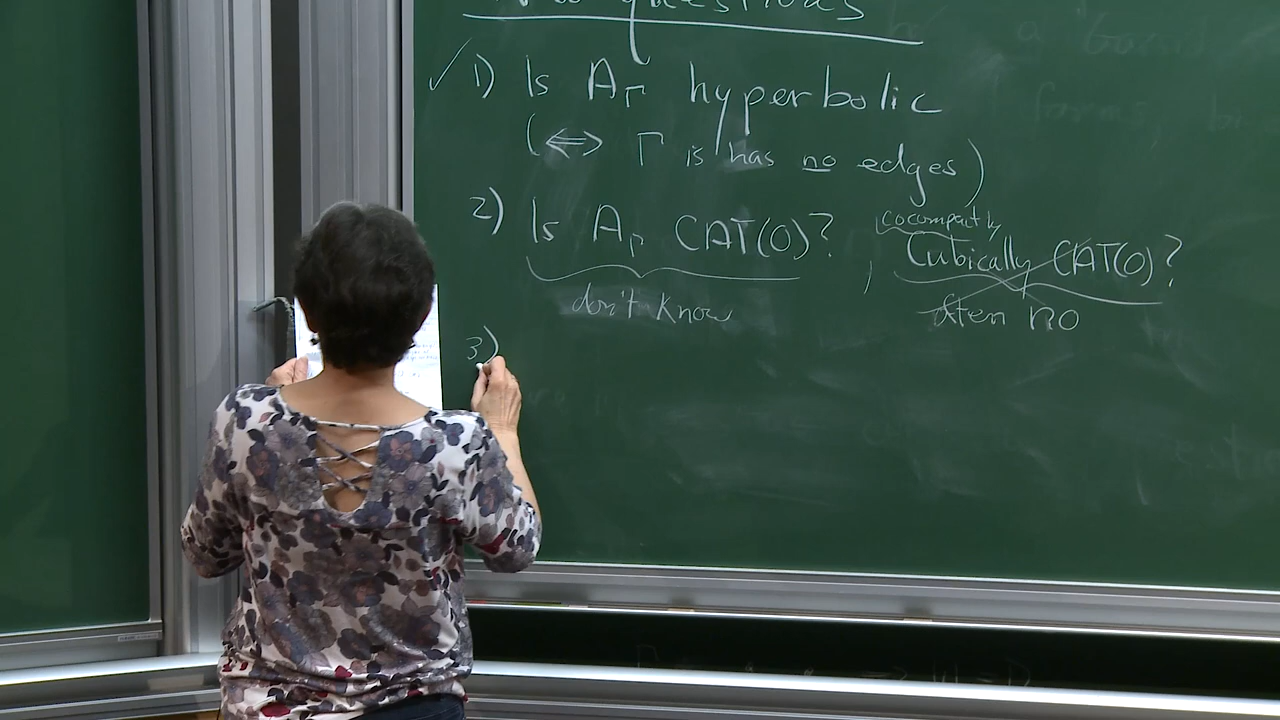 questions
✓ 1) Is A_Γ hyperbolic
(⟺ Γ is has no edges)
2) Is A_Γ CAT(0)? , cocompactly Cubically CAT(0)?
don't know often no
3)